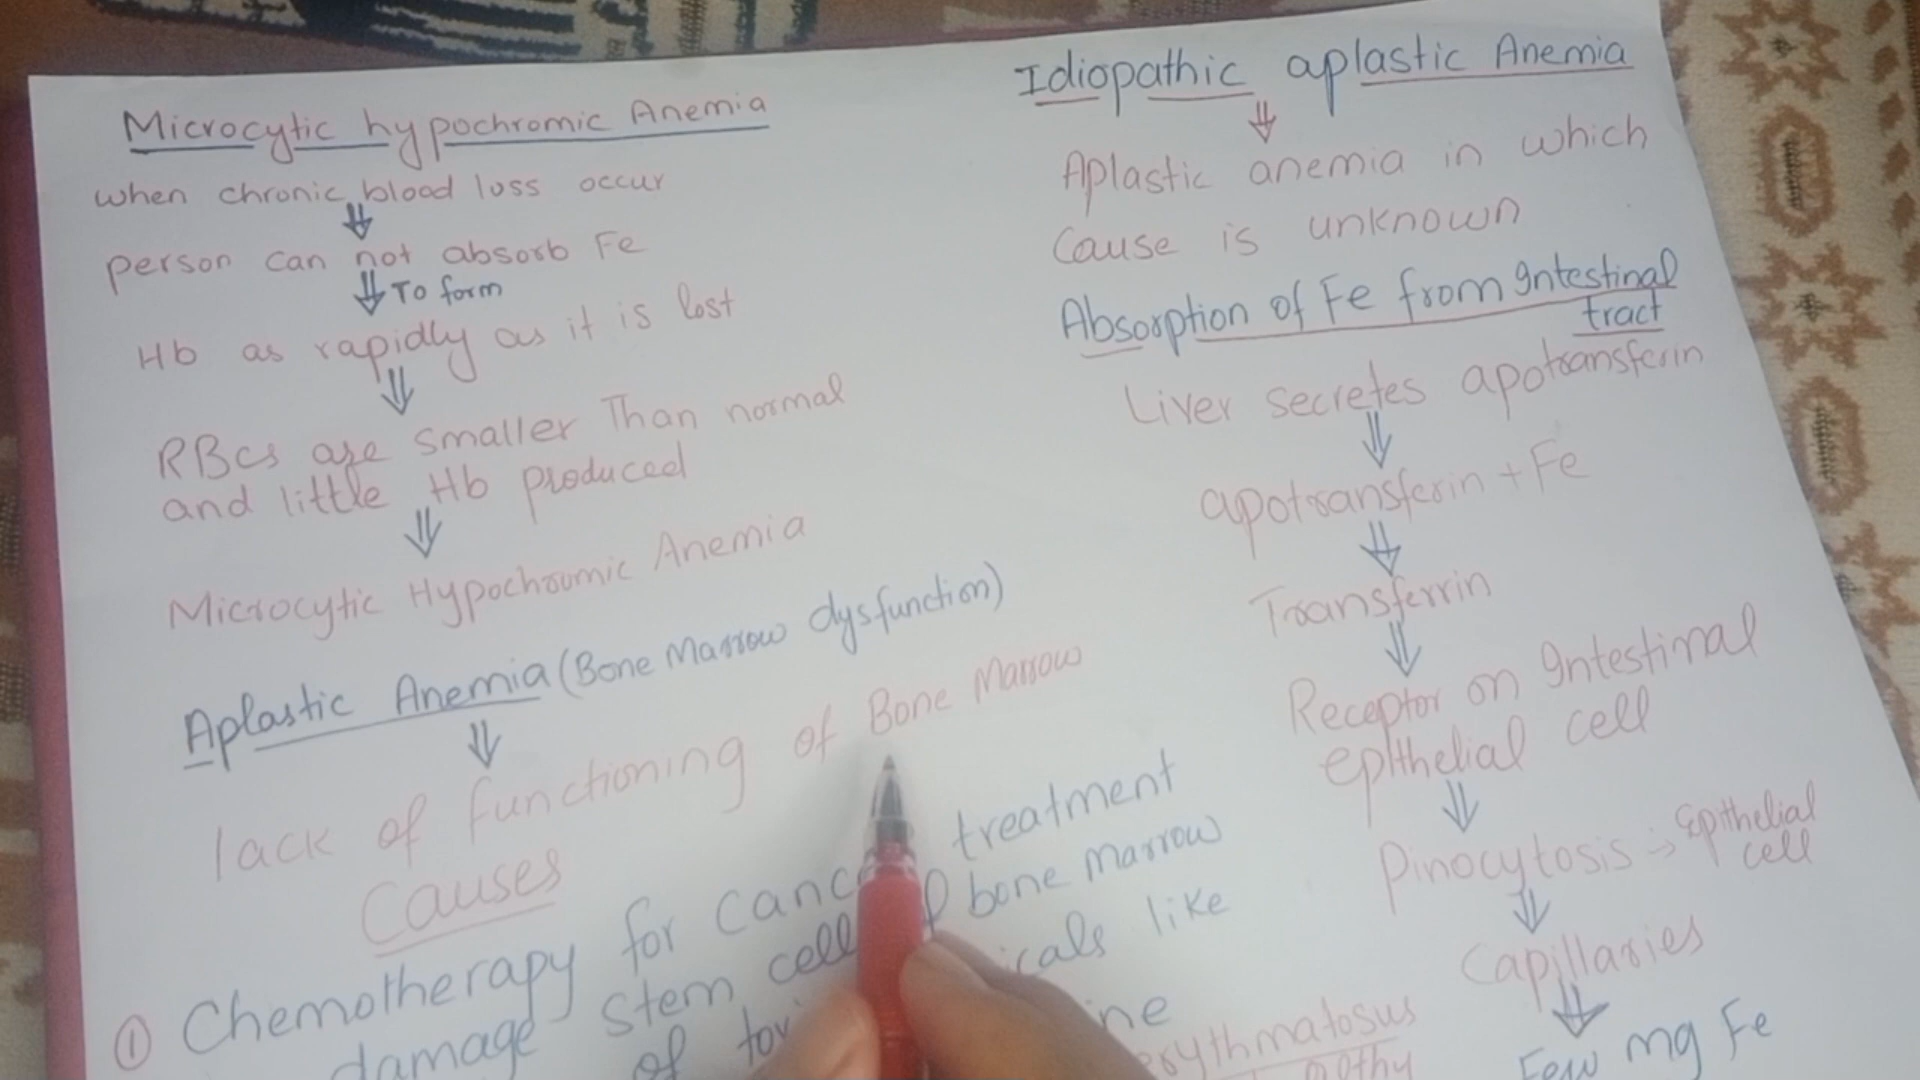 Microcytic hypochromic Anemia
when chronic blood loss occur
person can not absorb Fe
To form
Hb as rapidly as it is lost
RBcs are smaller Than normal
and little Hb produced
Microcytic Hypochromic Anemia
Aplastic Anemia (Bone Marrow dysfunction)
lack of functioning of Bone Marrow
Causes
① Chemotherapy for treatment
damage stem cell bone marrow
of like
Idiopathic aplastic Anemia
Aplastic anemia in which
Cause is unknown
Absorption of Fe from Intestinal
tract
Liver secretes apotransferin
apotransferin + Fe
Transferrin
Receptor on Intestinal
epithelial cell
Pinocytosis → Epithelial
cell
Capillaries
Few mg Fe